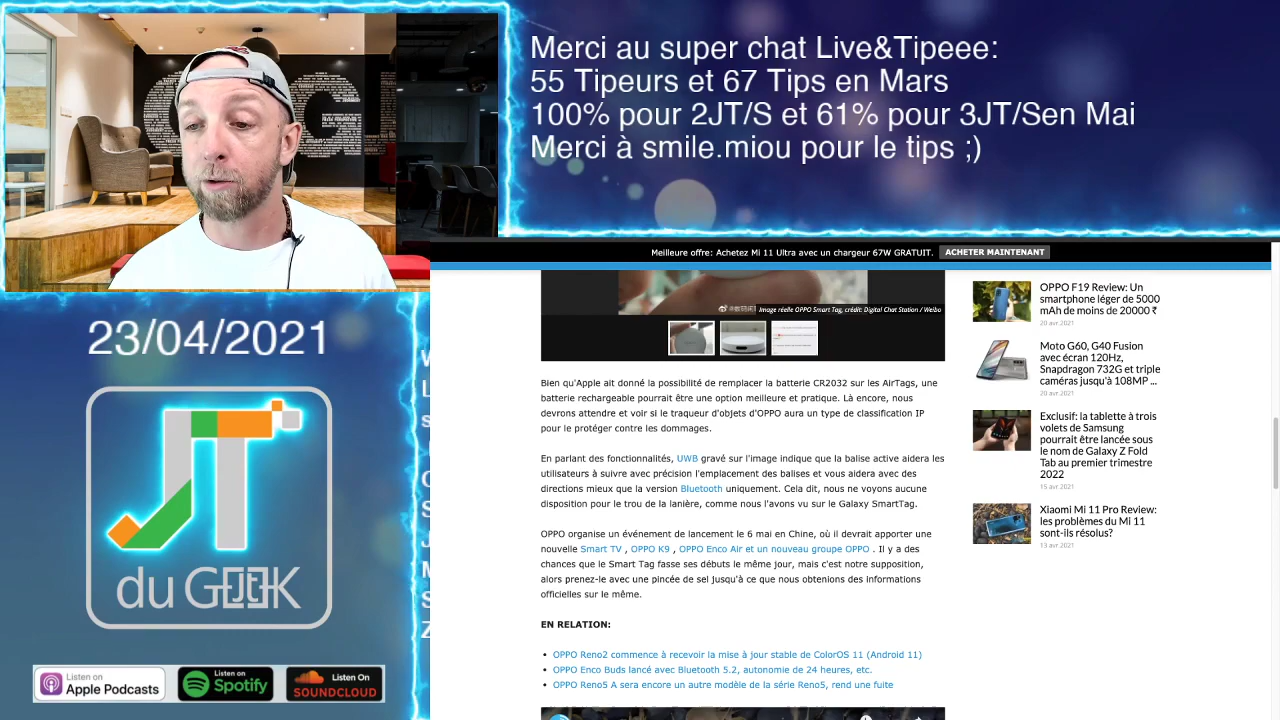 Merci au super chat Live&Tipeee:
55 Tipeurs et 67 Tips en Mars
100% pour 2JT/S et 81% pour 3JT/Sen Mai
Merci à smile.miou pour le tips ;)
Meilleure offre: Achetez Mi 11 Ultra avec un chargeur 67W GRATUIT. ACHETER MAINTENANT
Image réelle OPPO Smart Tag, crédit: Digital Chat Station / Weibo
Bien qu'Apple ait donné la possibilité de remplacer la batterie CR2032 sur les AirTags, une
batterie rechargeable pourrait être une option meilleure et pratique. Là encore, nous
devrons attendre et voir si le traqueur d'objets d'OPPO aura un type de classification IP
pour le protéger contre les dommages.
En parlant des fonctionnalités, UWB gravé sur l'image indique que la balise active aidera les
utilisateurs à suivre avec précision l'emplacement des balises et vous aidera avec des
directions mieux que la version Bluetooth uniquement. Cela dit, nous ne voyons aucune
disposition pour le trou de la lanière, comme nous l'avons vu sur le Galaxy SmartTag.
OPPO organise un événement de lancement le 6 mai en Chine, où il devrait apporter une
nouvelle Smart TV , OPPO K9 , OPPO Enco Air et un nouveau groupe OPPO . Il y a des
chances que le Smart Tag fasse ses débuts le même jour, mais c'est notre supposition,
alors prenez-le avec une pincée de sel jusqu'à ce que nous obtenions des informations
officielles sur le même.
EN RELATION:
• OPPO Reno2 commence à recevoir la mise à jour stable de ColorOS 11 (Android 11)
• OPPO Enco Buds lancé avec Bluetooth 5.2, autonomie de 24 heures, etc.
• OPPO Reno5 A sera encore un autre modèle de la série Reno5, rend une fuite
OPPO F19 Review: Un
smartphone léger de 5000
mAh de moins de 20000 ₹
20 avr.2021
Moto G60, G40 Fusion
avec écran 120Hz,
Snapdragon 732G et triple
caméras jusqu'à 108MP ...
20 avr.2021
Exclusif: la tablette à trois
volets de Samsung
pourrait être lancée sous
le nom de Galaxy Z Fold
Tab au premier trimestre
2022
15 avr.2021
Xiaomi Mi 11 Pro Review:
les problèmes du Mi 11
sont-ils résolus?
13 avr.2021
23/04/2021
JT
du GEEK
Listen on
Apple Podcasts
Listen on
Spotify
Listen On
SOUNDCLOUD